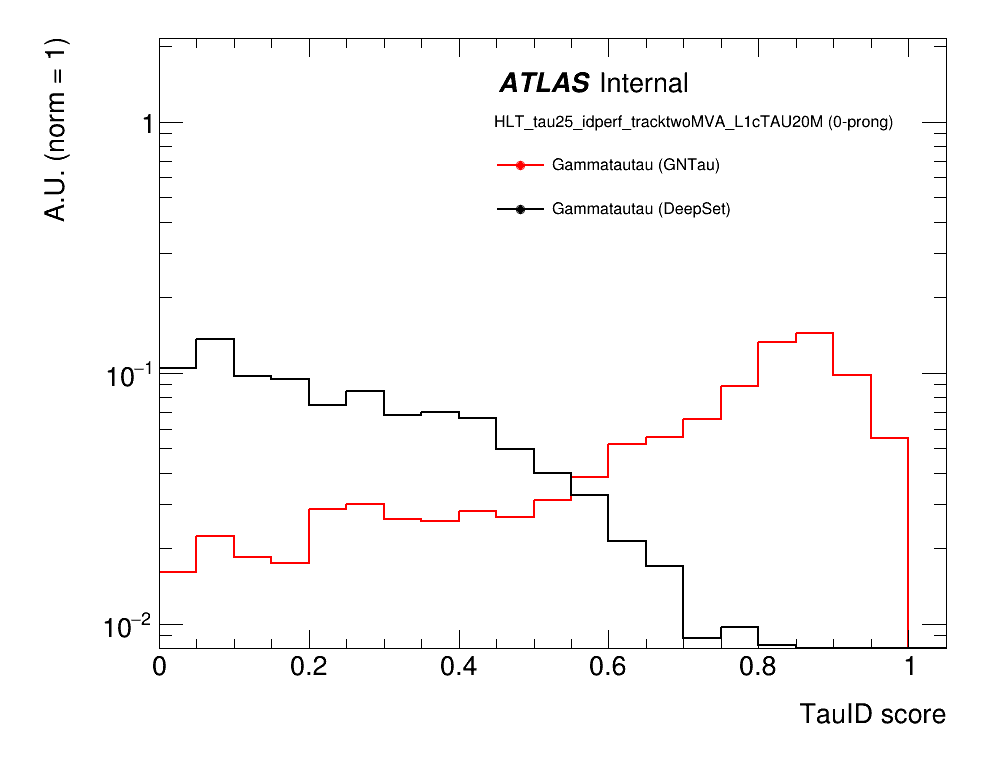 A.U. (norm = 1)
ATLAS Internal
HLT_tau25_idperf_tracktwoMVA_L1cTAU20M (0-prong)
Gammatautau (GNTau)
Gammatautau (DeepSet)
1
10⁻¹
10⁻²
0 0.2 0.4 0.6 0.8 1
TauID score